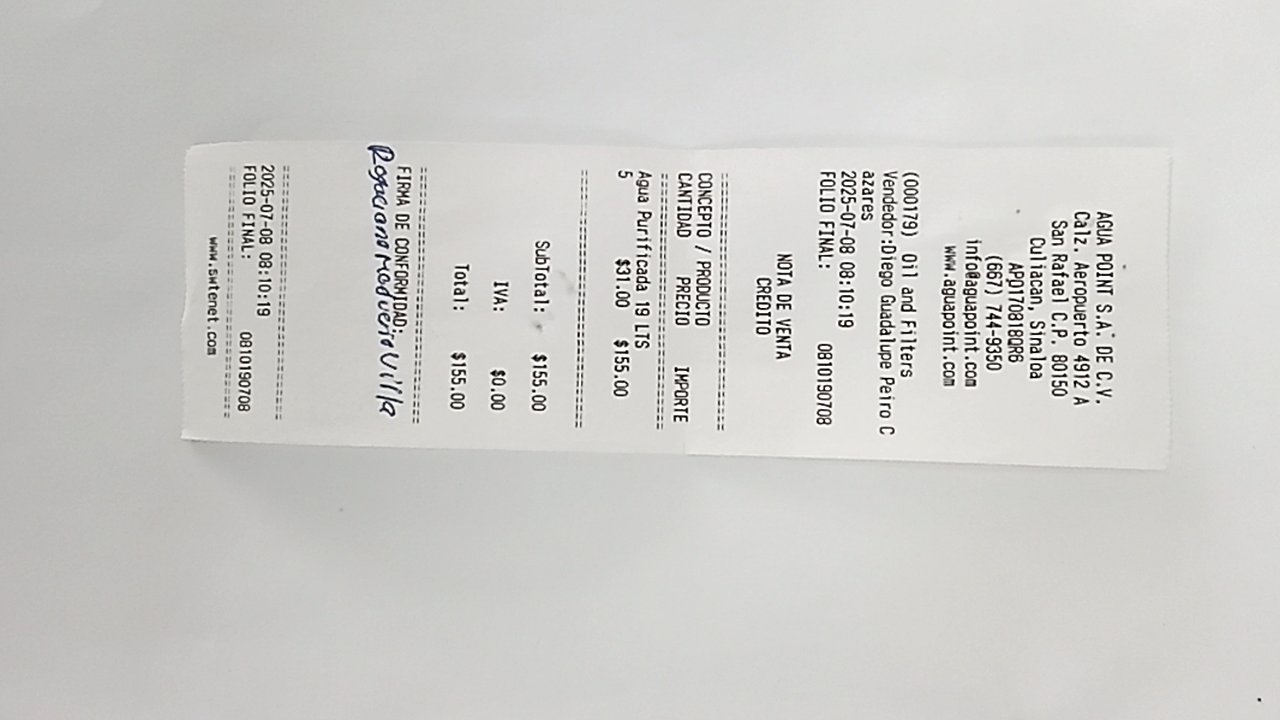 AGUA POINT S.A. DE C.V.
Calz. Aeropuerto 4912 A
San Rafael C.P. 80150
Culiacan, Sinaloa
APO170818QR6
(667) 744-9350
info@aguapoint.com
www.aguapoint.com
(000179) Oil and Filters
Vendedor:Diego Guadalupe Peiro C
azares
2025-07-08 08:10:19
FOLIO FINAL: 0810190708
NOTA DE VENTA
CREDITO
================================
CONCEPTO / PRODUCTO
CANTIDAD PRECIO IMPORTE
================================
Agua Purificada 19 LTS
5 $31.00 $155.00
================================
SubTotal: $155.00
IVA: $0.00
Total: $155.00
================================
FIRMA DE CONFORMIDAD:
Villa
================================
2025-07-08 08:10:19
FOLIO FINAL: 0810190708
================================
www.swtenet.com